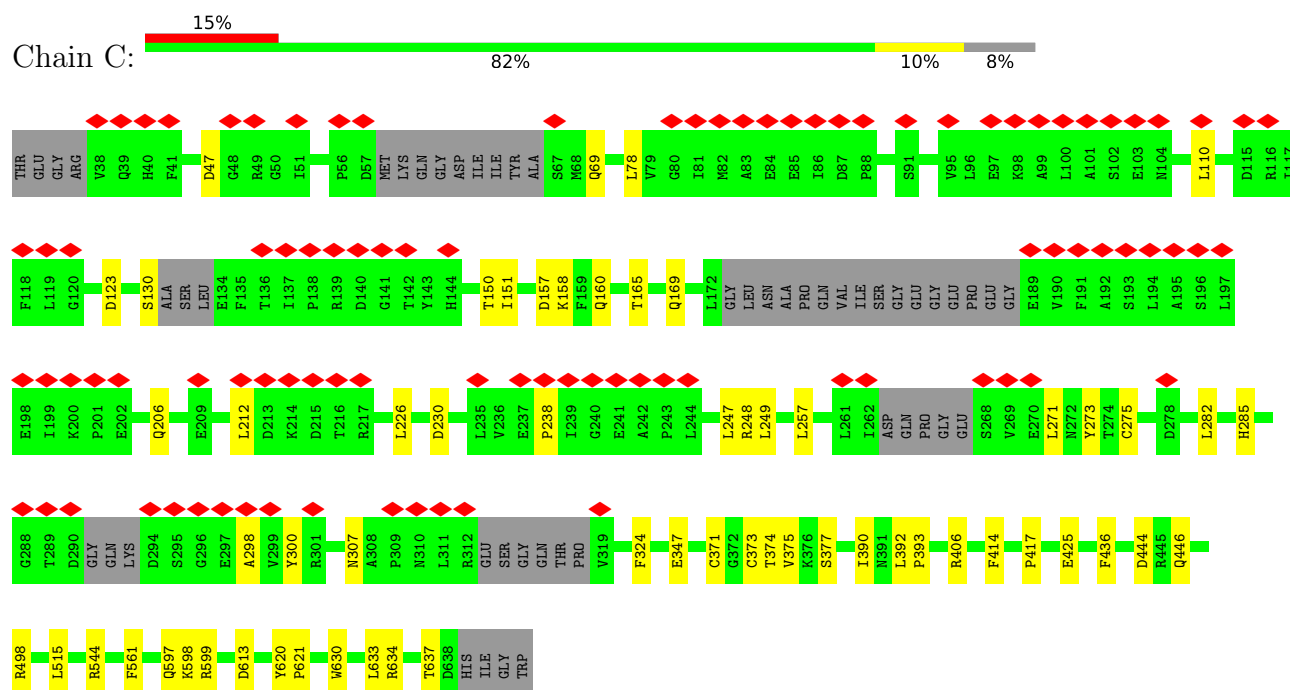 15%
Chain C:
82% 10% 8%
THR GLU GLY ARG V38 Q39 H40 F41 D47 G48 R49 G50 I51 P56 D57 MET LYS GLN GLY ASP ILE ILE TYR ALA S67 M68 Q69 L78 V79 G80 I81 M82 A83 E84 E85 I86 D87 P88 S91 V95 L96 E97 K98 A99 L100 A101 S102 E103 N104 L110 D115 R116 I117
F118 L119 G120 D123 S130 ALA SER LEU E134 F135 T136 I137 P138 R139 D140 G141 T142 Y143 H144 T150 I151 D157 K158 F159 Q160 T165 Q169 L172 GLY LEU ASN ALA PRO GLN VAL ILE SER GLY GLU GLY GLU PRO GLU GLY E189 V190 F191 A192 S193 L194 A195 S196 L197
E198 I199 K200 P201 E202 Q206 E209 L212 D213 K214 D215 T216 R217 L226 D230 L235 V236 E237 P238 I239 G240 E241 A242 P243 L244 L247 R248 L249 L257 L261 I262 ASP GLN PRO GLY GLU S268 V269 E270 L271 N272 Y273 T274 C275 D278 L282 H285
G288 T289 D290 GLY GLN LYS D294 S295 G296 E297 A298 V299 Y300 R301 N307 A308 P309 N310 L311 R312 GLU SER GLY GLN THR PRO V319 F324 E347 C371 G372 C373 T374 V375 K376 S377 I390 N391 L392 P393 R406 F414 P417 E425 F436 D444 R445 Q446
R498 L515 R544 F561 Q597 K598 R599 D613 Y620 P621 W630 L633 R634 T637 D638 HIS ILE GLY TRP